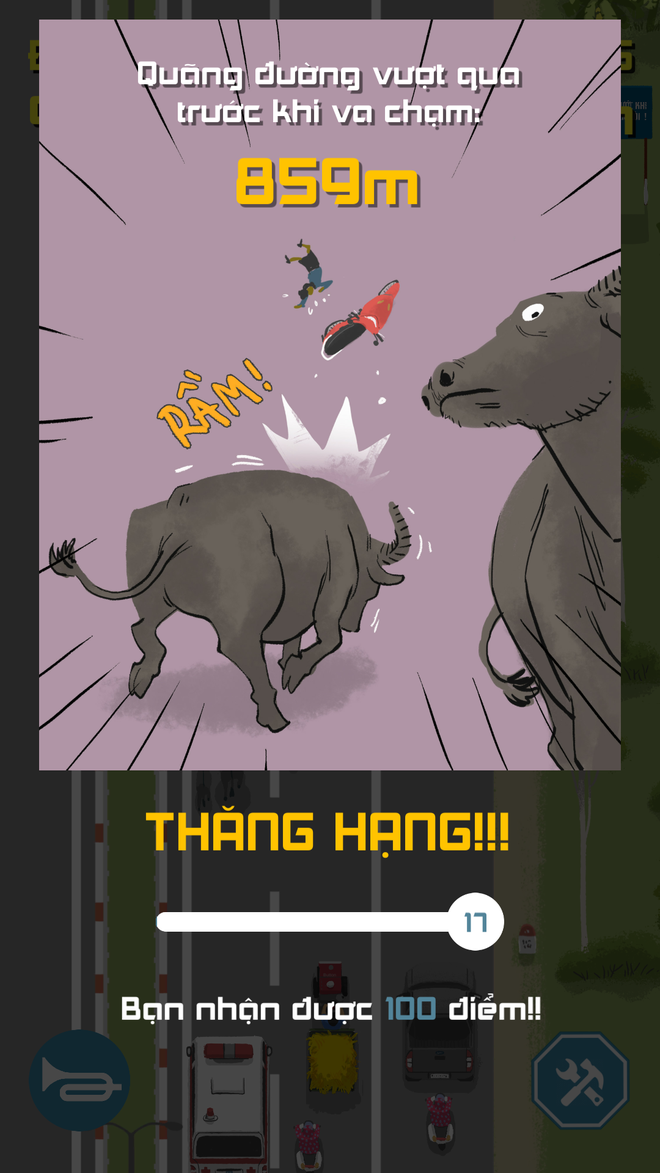 Quãng đường vượt qua
trước khi va chạm:
859m
RẦM!
THĂNG HẠNG!!!
17
Bạn nhận được 100 điểm!!